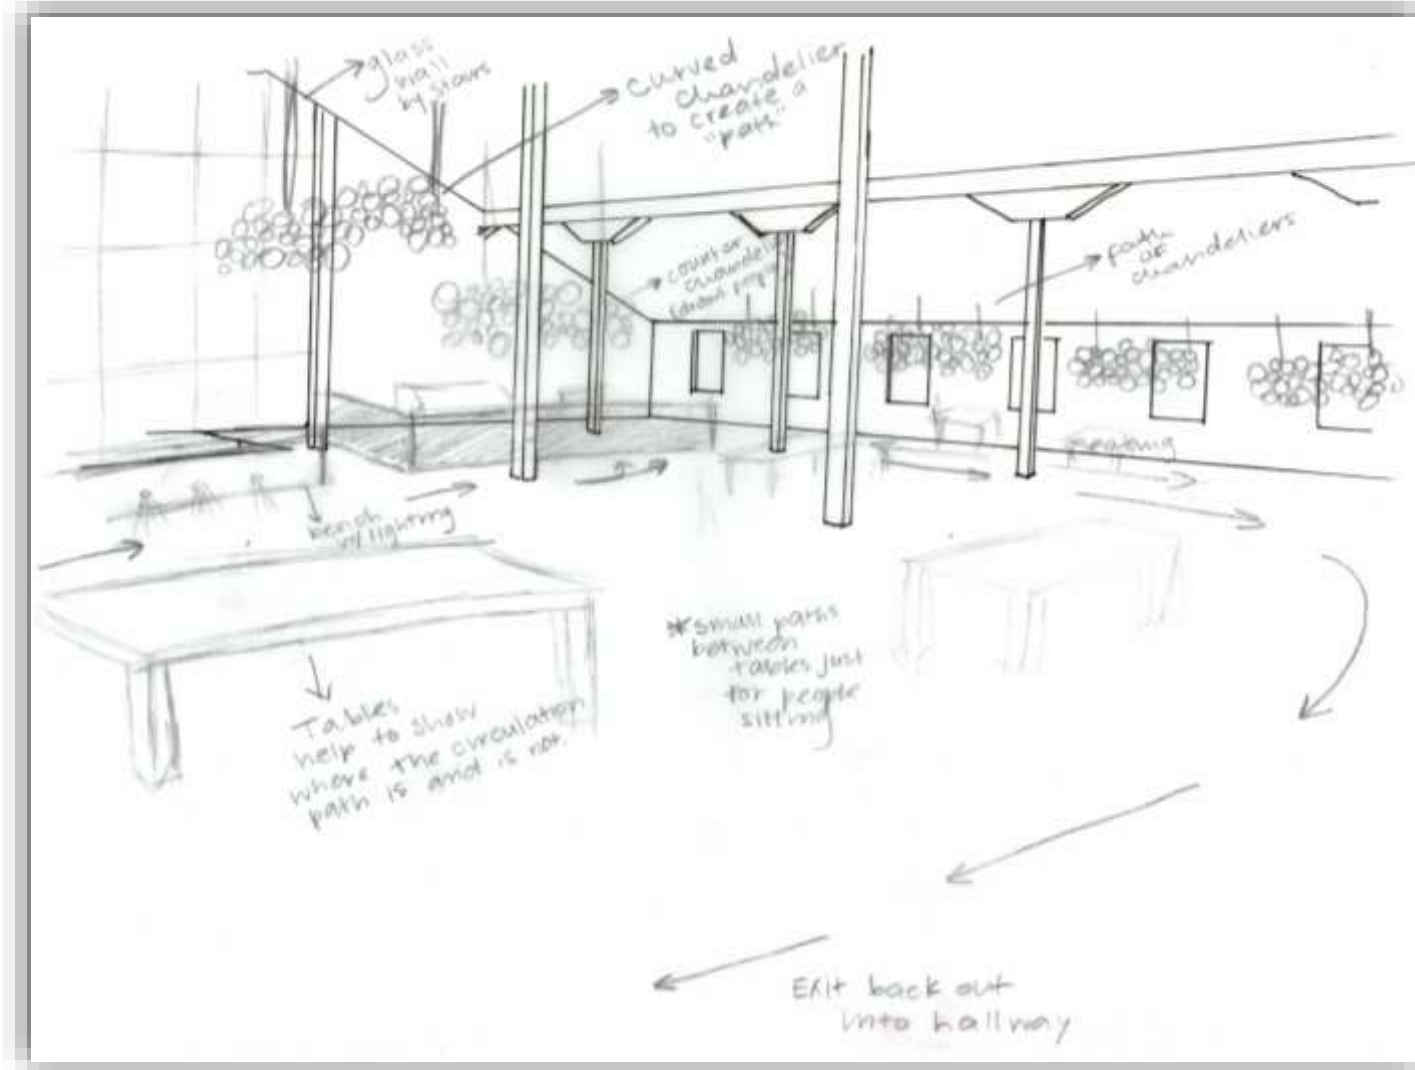 glass
wall
by stairs
curved
chandelier
to create a
"path"
counter
chandelier
path
of
chandeliers
seating
bench
w/ lighting
*small paths
between
tables just
for people
sitting
Tables
help to show
where the circulation
path is and is not.
Exit back out
into hallway